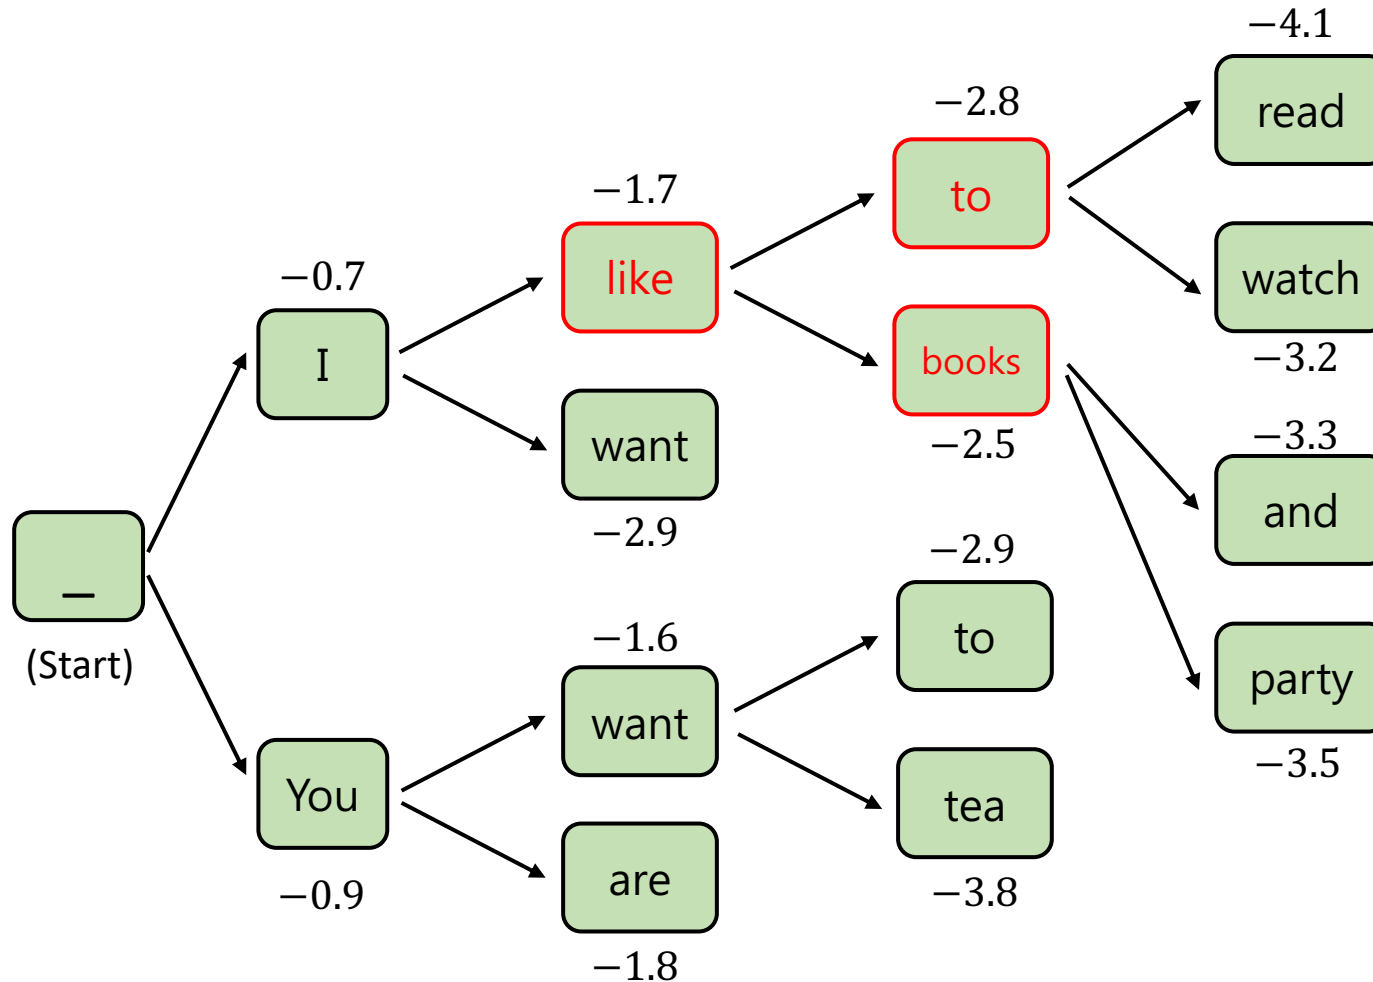 _
(Start)
−0.7
I
You
−0.9
−1.7
like
want
−2.9
−1.6
want
are
−1.8
−2.8
to
books
−2.5
−2.9
to
tea
−3.8
−4.1
read
watch
−3.2
−3.3
and
party
−3.5